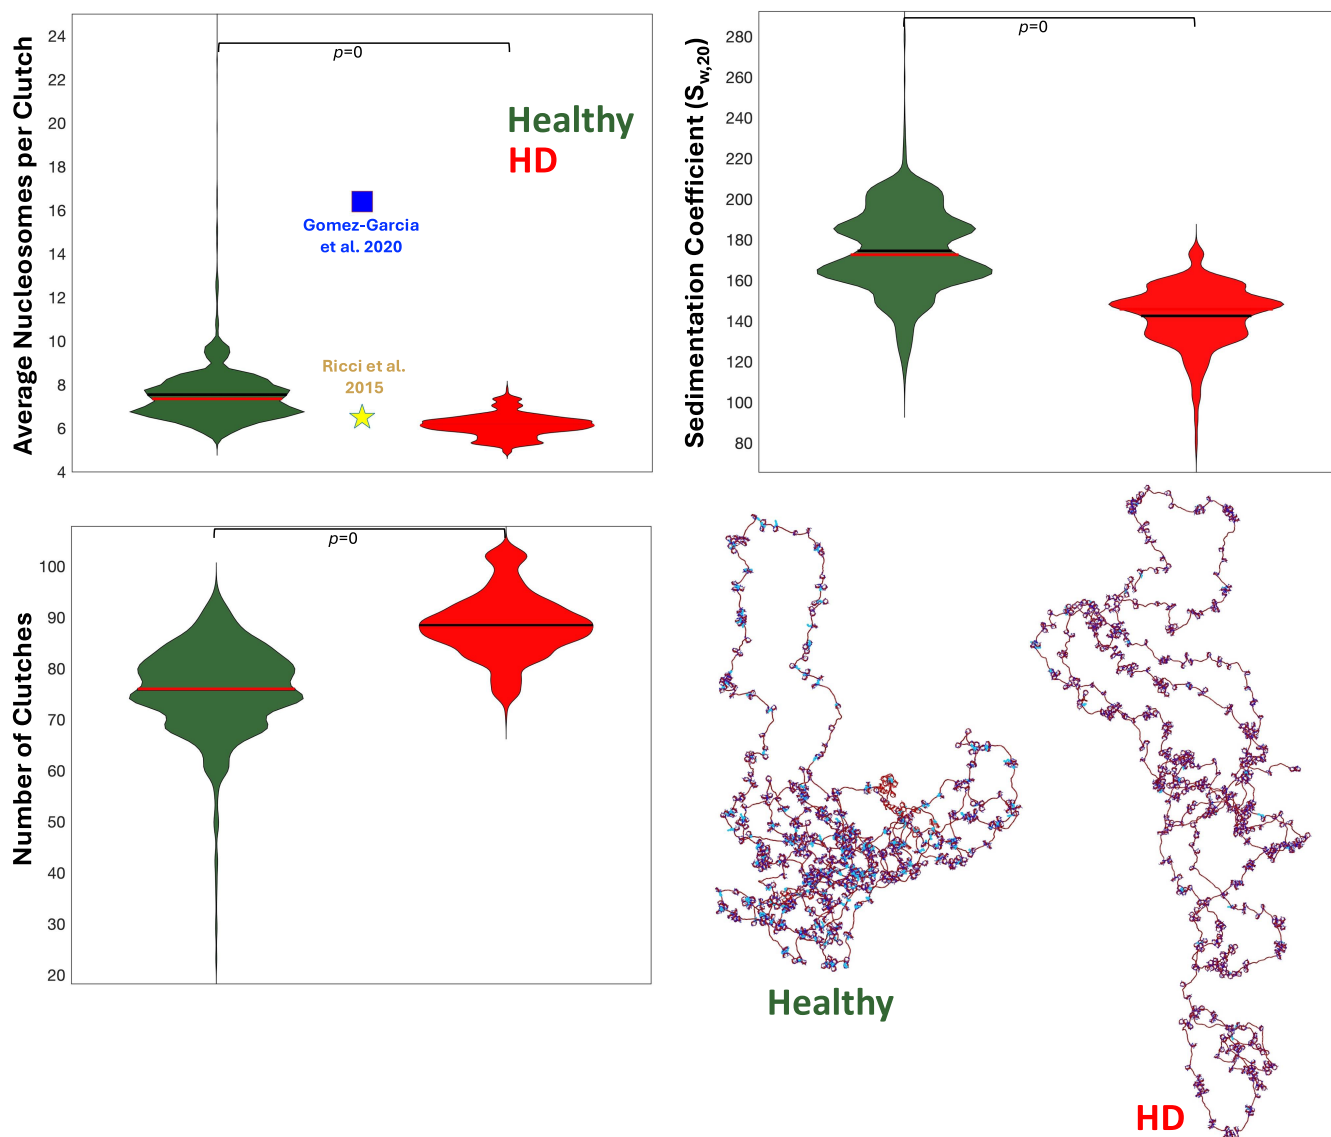 Average Nucleosomes per Clutch
24
22
20
18
16
14
12
10
8
6
4
p=0
Healthy
HD
Gomez-Garcia
et al. 2020
Ricci et al.
2015
Sedimentation Coefficient (Sw,20)
280
260
240
220
200
180
160
140
120
100
80
p=0
Number of Clutches
100
90
80
70
60
50
40
30
20
p=0
Healthy
HD